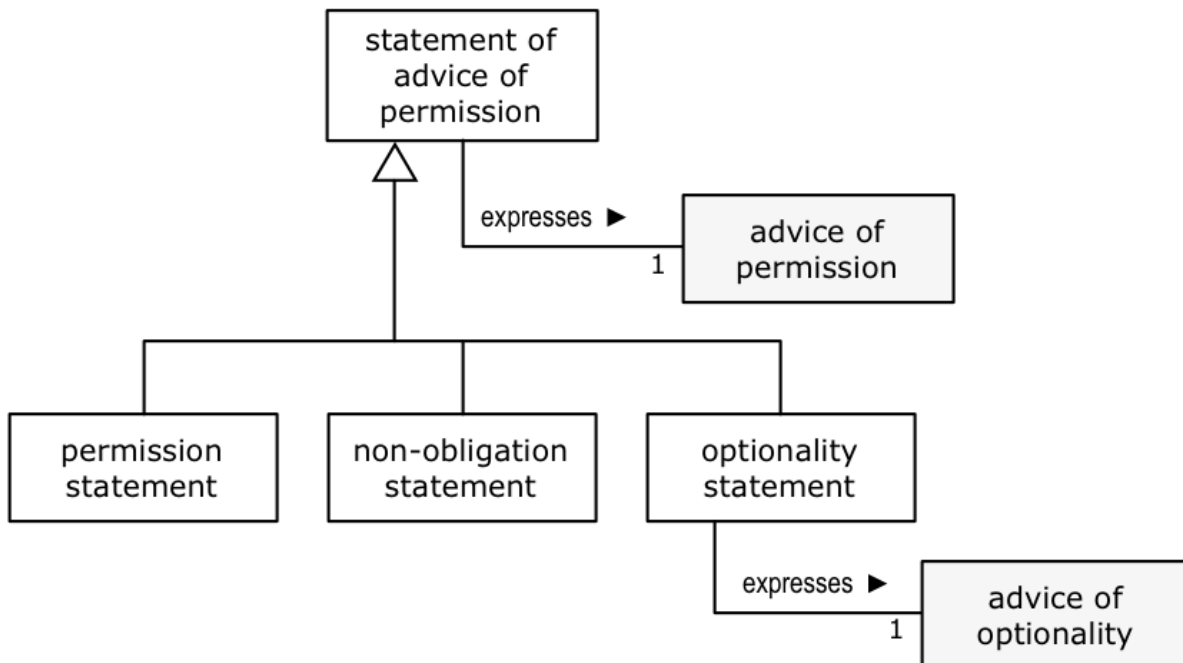 statement of
advice of
permission
expresses ►
1
advice of
permission
permission
statement
non-obligation
statement
optionality
statement
expresses ►
1
advice of
optionality